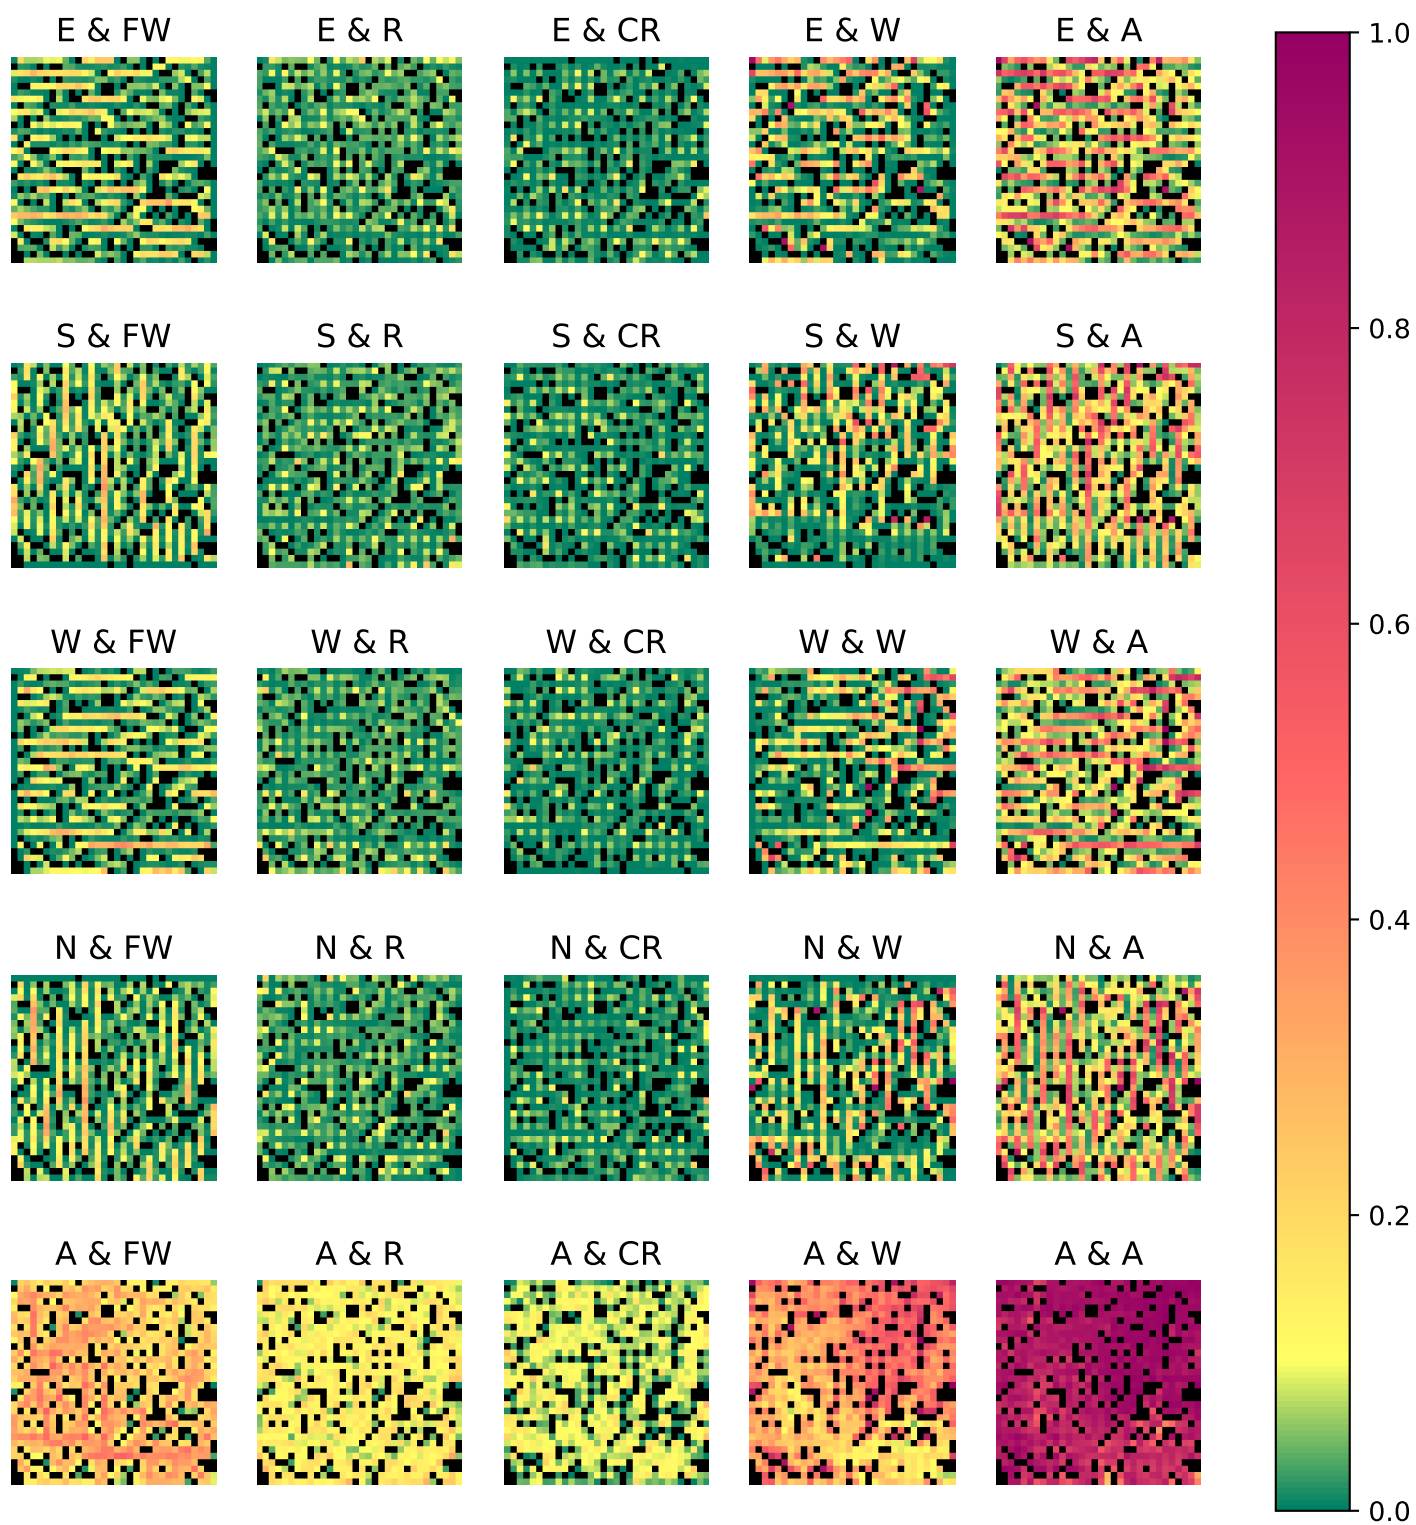 E & FW E & R E & CR E & W E & A
S & FW S & R S & CR S & W S & A
W & FW W & R W & CR W & W W & A
N & FW N & R N & CR N & W N & A
A & FW A & R A & CR A & W A & A
1.0
0.8
0.6
0.4
0.2
0.0